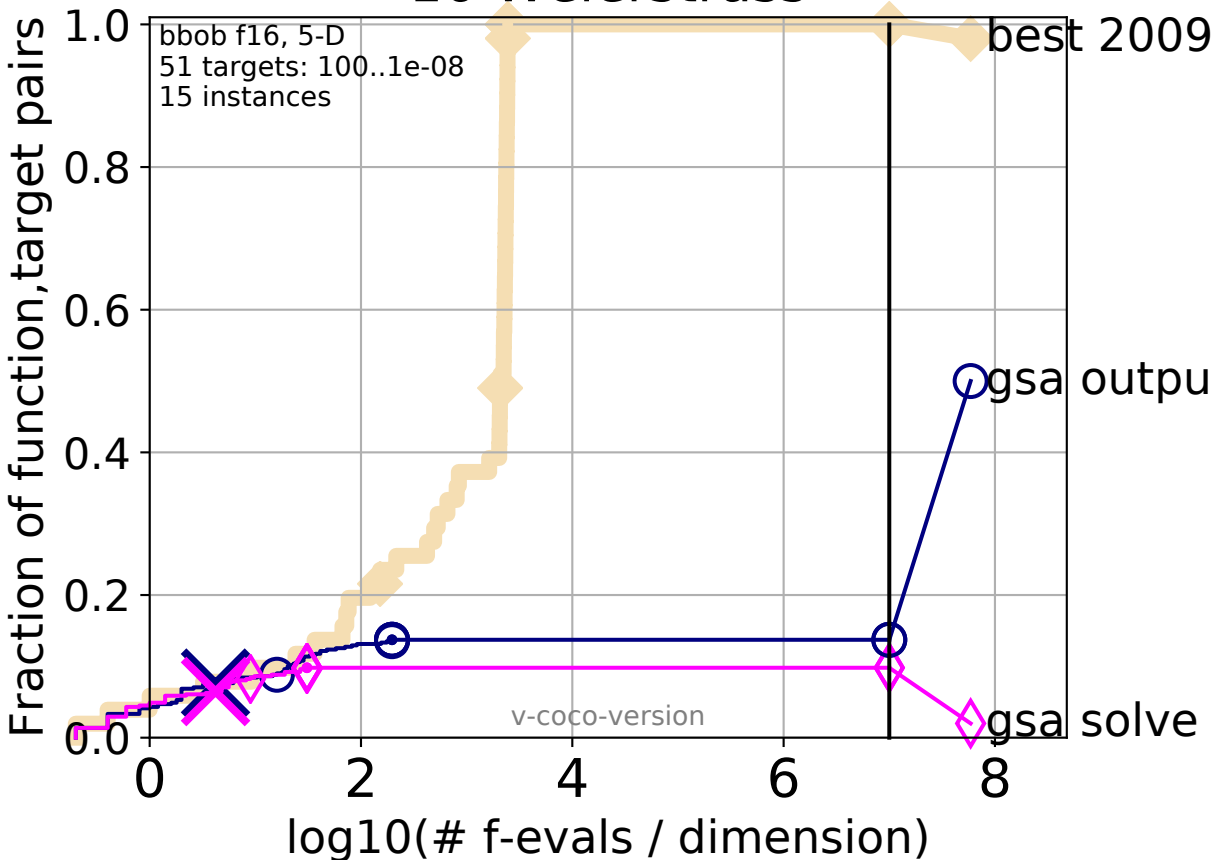 bbob f16, 5-D
51 targets: 100..1e-08
15 instances
best 2009
gsa outpu
gsa solve
v-coco-version
Fraction of function,target pairs
1.0
0.8
0.6
0.4
0.2
0.0
0 2 4 6 8
log10(# f-evals / dimension)